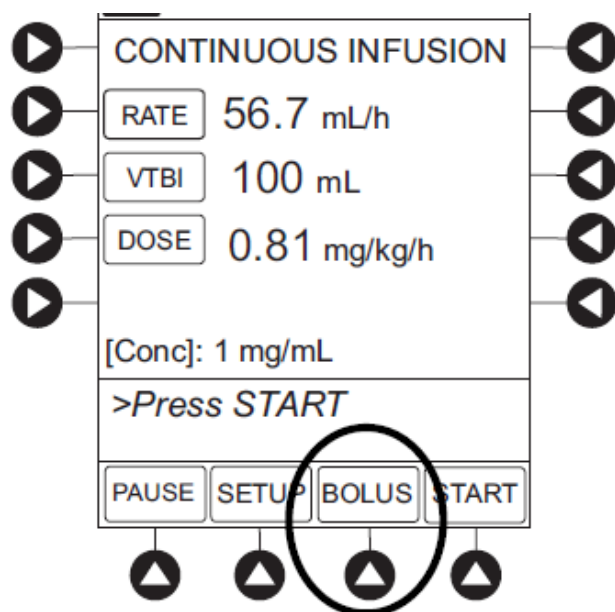 CONTINUOUS INFUSION
RATE 56.7 mL/h
VTBI 100 mL
DOSE 0.81 mg/kg/h
[Conc]: 1 mg/mL
>Press START
PAUSE SETUP BOLUS START